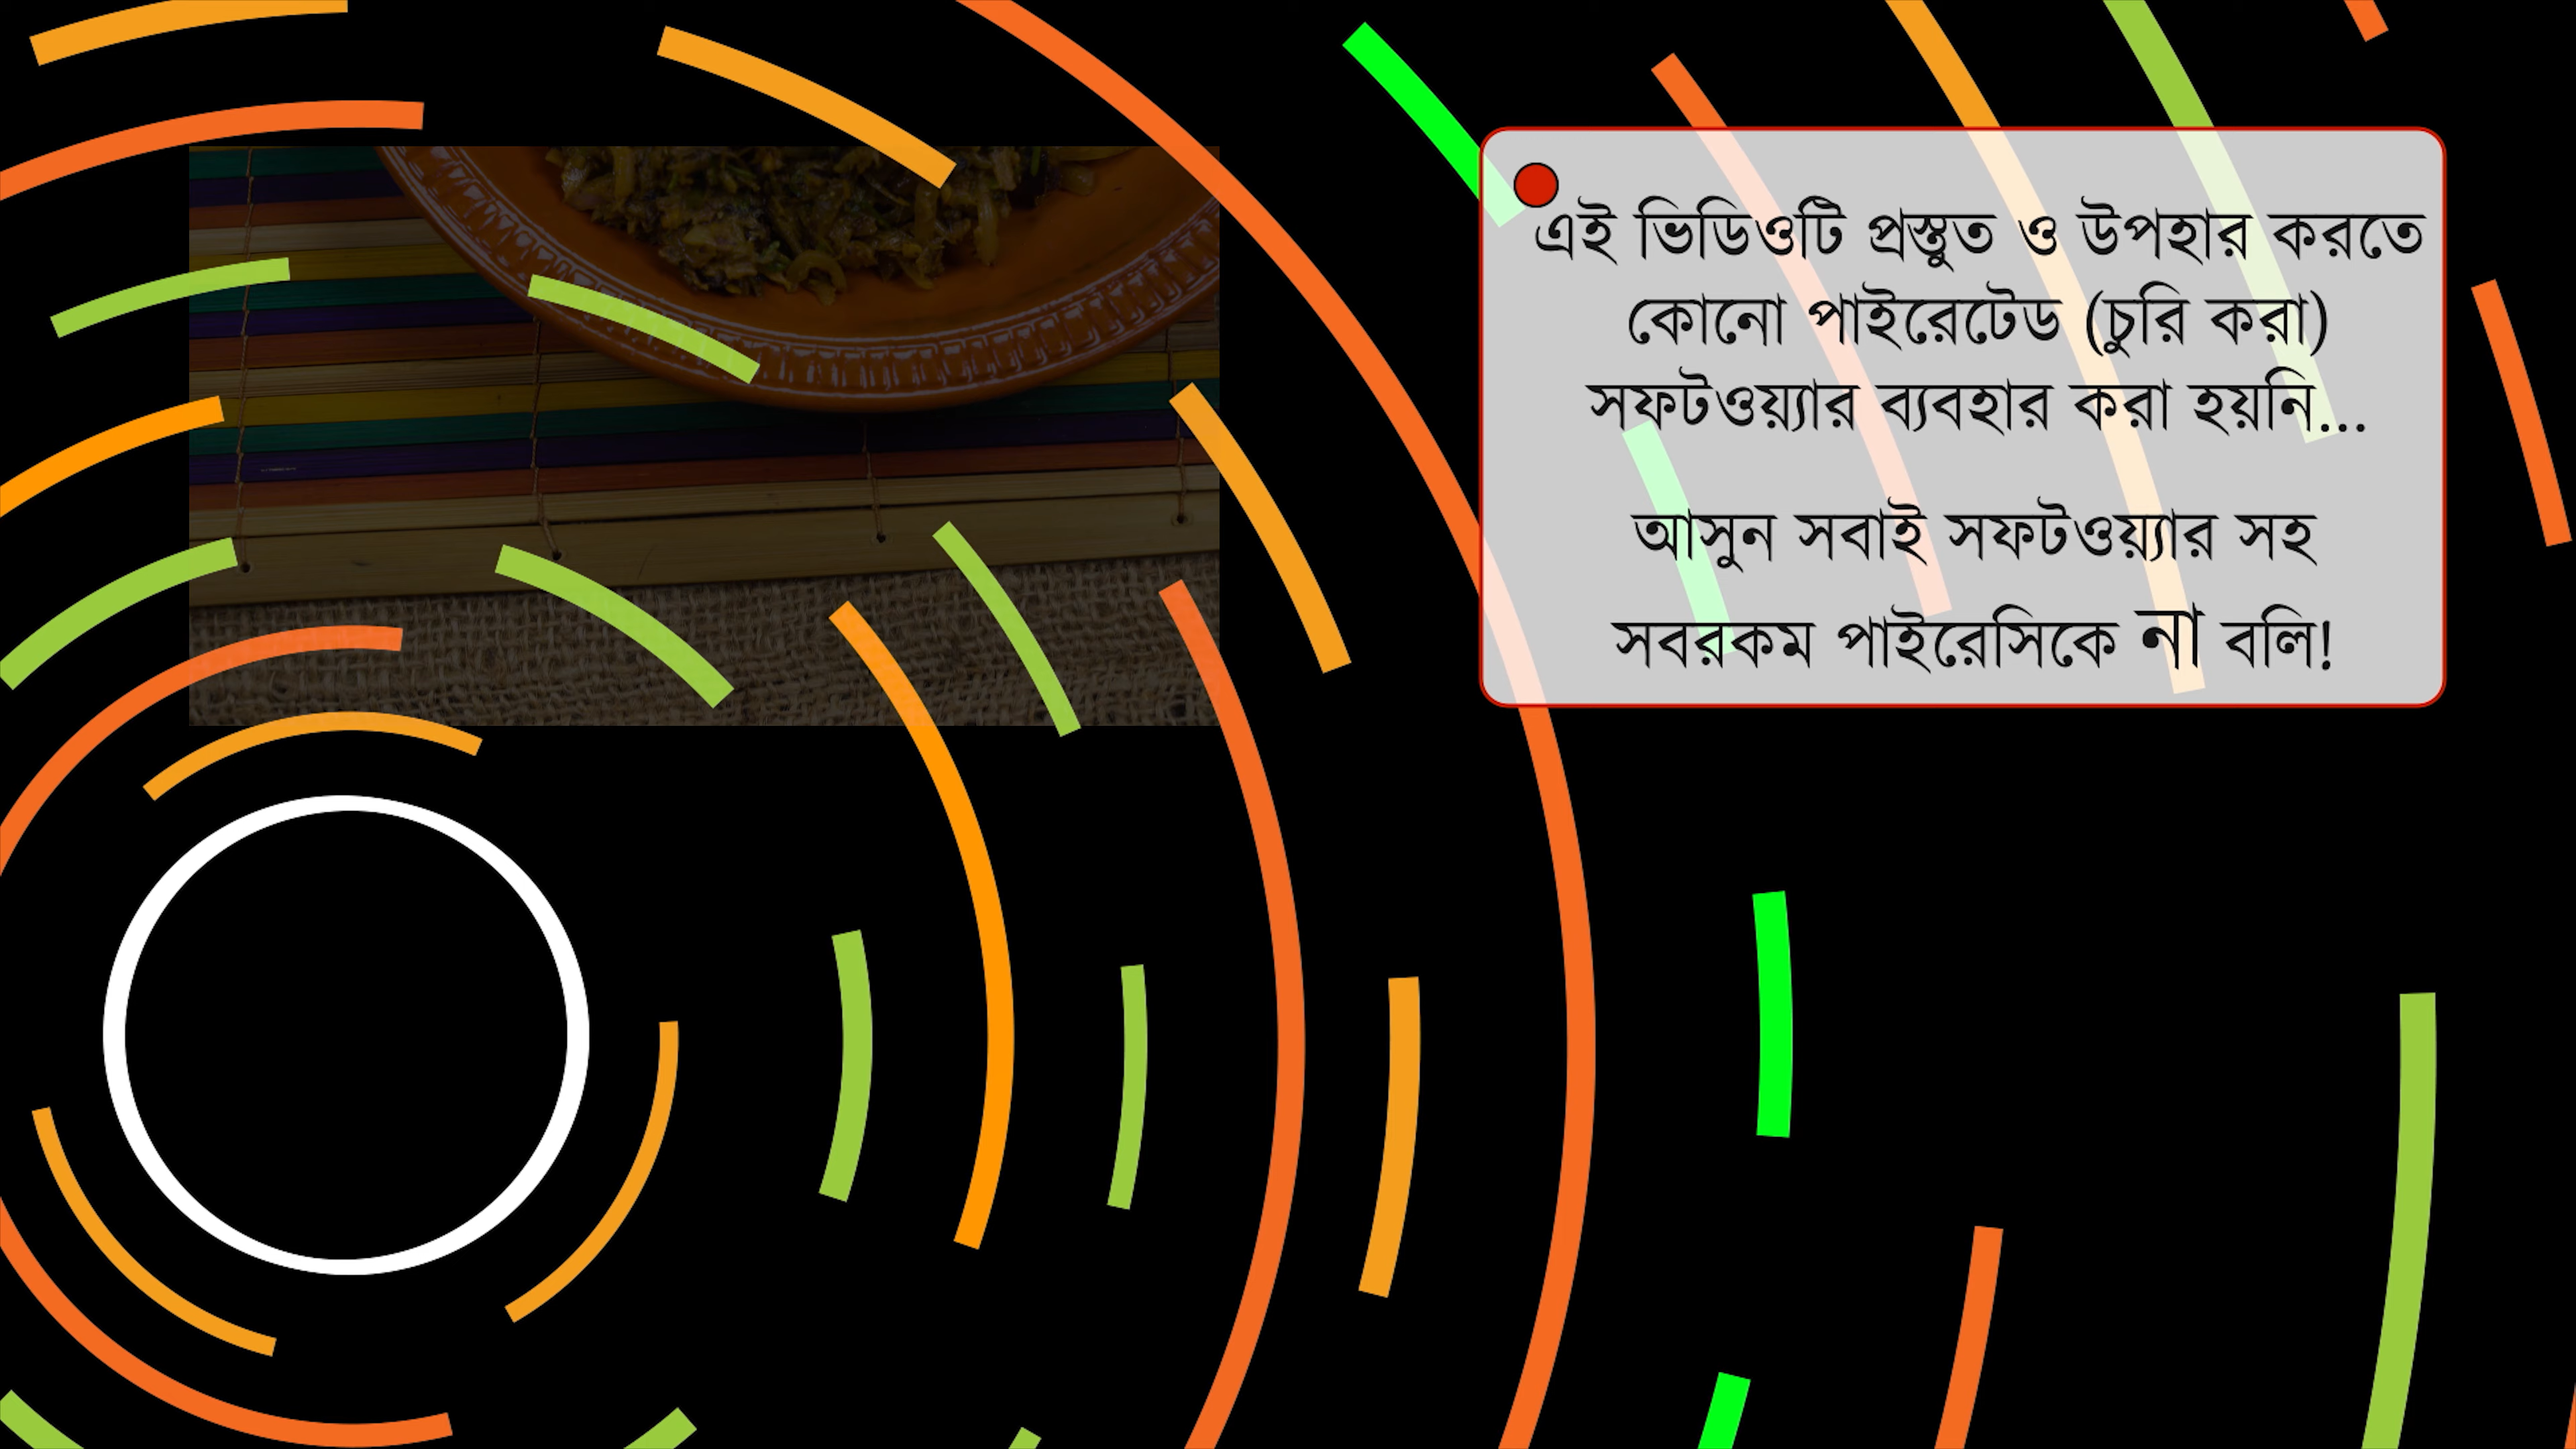 এই ভিডিওটি প্রস্তুত ও উপহার করতে
কোনো পাইরেটেড (চুরি করা)
সফটওয়্যার ব্যবহার করা হয়নি...
আসুন সবাই সফটওয়্যার সহ
সবরকম পাইরেসিকে না বলি!